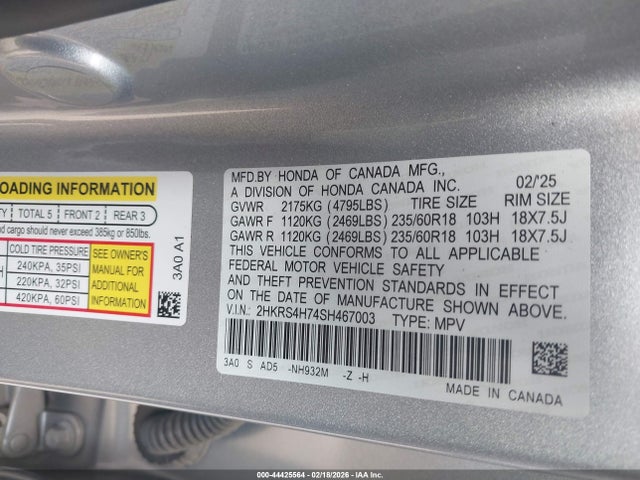 LOADING INFORMATION
TOTAL 5 FRONT 2 REAR 3
and cargo should never exceed 385kg or 850lbs.
COLD TIRE PRESSURE
240KPA, 35PSI
220KPA, 32PSI
420KPA, 60PSI
SEE OWNER'S
MANUAL FOR
ADDITIONAL
INFORMATION
3A0 A1
MFD.BY HONDA OF CANADA MFG.,
A DIVISION OF HONDA CANADA INC. 02/'25
GVWR 2175KG (4795LBS) TIRE SIZE RIM SIZE
GAWR F 1120KG (2469LBS) 235/60R18 103H 18X7.5J
GAWR R 1120KG (2469LBS) 235/60R18 103H 18X7.5J
THIS VEHICLE CONFORMS TO ALL APPLICABLE
FEDERAL MOTOR VEHICLE SAFETY
AND THEFT PREVENTION STANDARDS IN EFFECT
ON THE DATE OF MANUFACTURE SHOWN ABOVE.
V.I.N.: 2HKRS4H74SH467003 TYPE: MPV
3A0 S AD5 -NH932M -Z -H
MADE IN CANADA
000-44425564 - 02/18/2026 - IAA Inc.